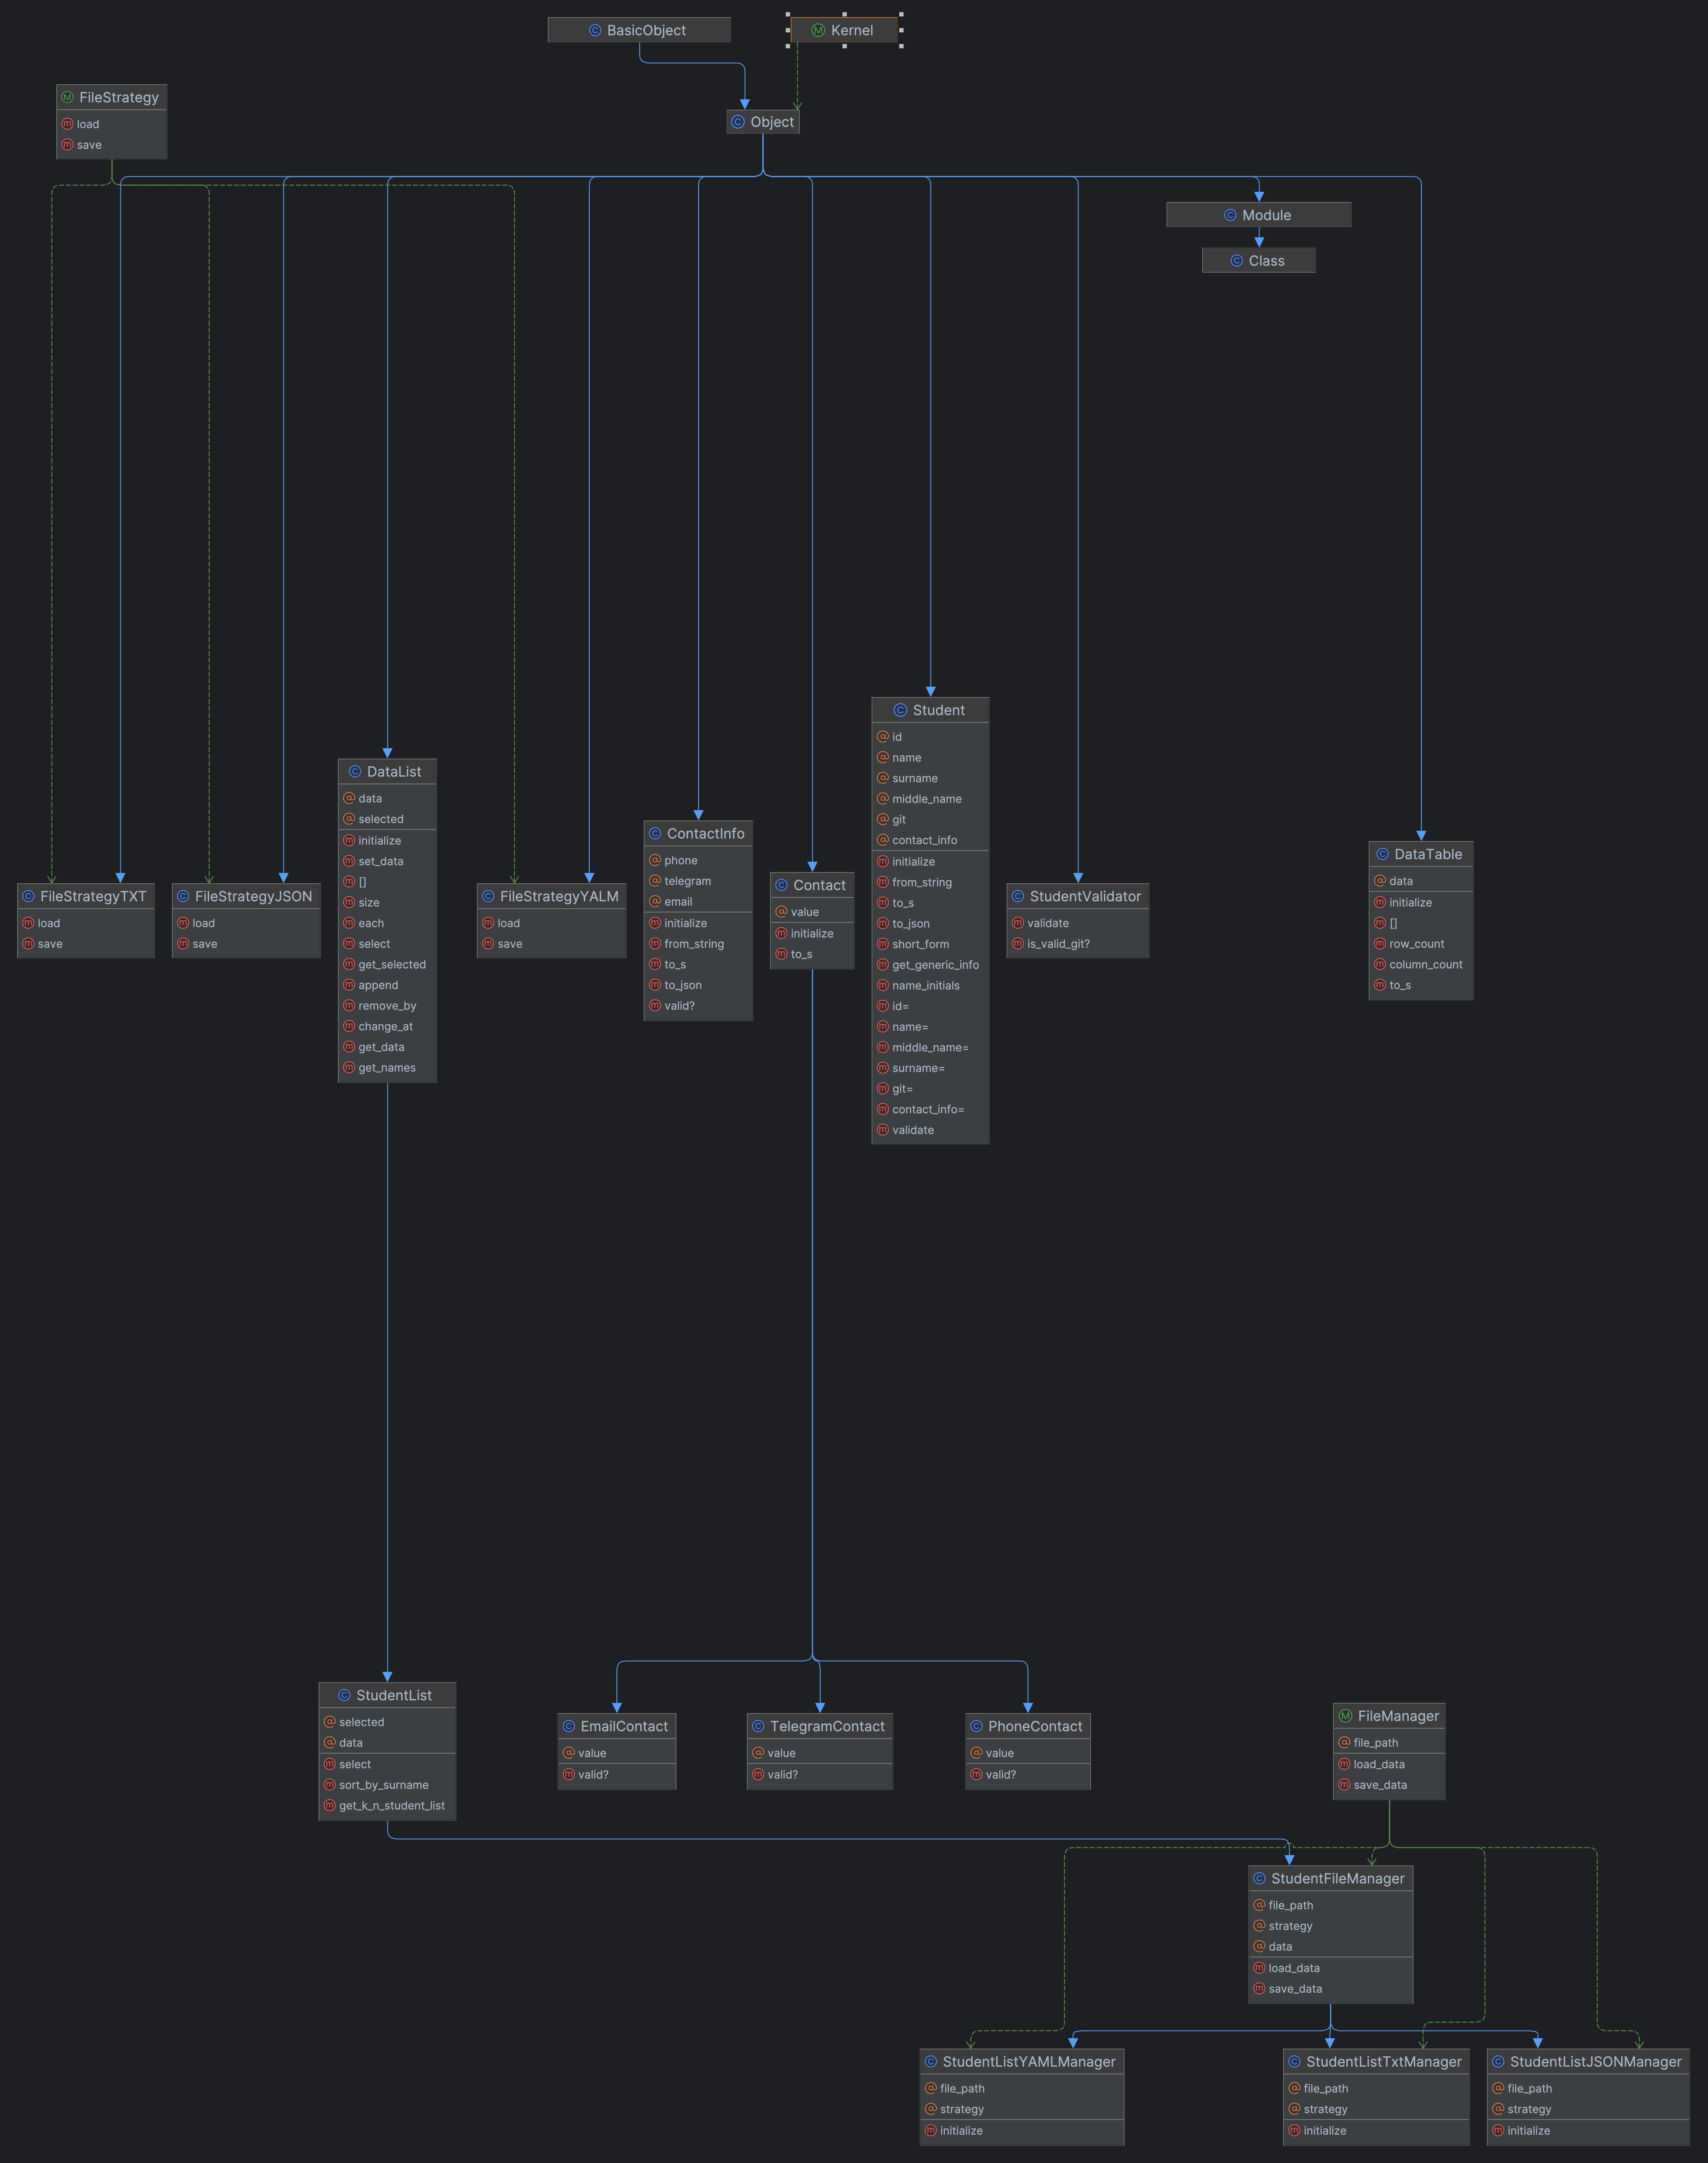 BasicObject
Kernel
FileStrategy
load
save
Object
Module
Class
Student
id
name
surname
middle_name
git
contact_info
initialize
from_string
to_s
to_json
short_form
get_generic_info
name_initials
id=
name=
middle_name=
surname=
git=
contact_info=
validate
DataList
data
selected
initialize
set_data
[]
size
each
select
get_selected
append
remove_by
change_at
get_data
get_names
ContactInfo
phone
telegram
email
initialize
from_string
to_s
to_json
valid?
DataTable
data
initialize
[]
row_count
column_count
to_s
Contact
value
initialize
to_s
FileStrategyTXT
load
save
FileStrategyJSON
load
save
FileStrategyYALM
load
save
StudentValidator
validate
is_valid_git?
StudentList
selected
data
select
sort_by_surname
get_k_n_student_list
EmailContact
value
valid?
TelegramContact
value
valid?
PhoneContact
value
valid?
FileManager
file_path
load_data
save_data
StudentFileManager
file_path
strategy
data
load_data
save_data
StudentListYAMLManager
file_path
strategy
initialize
StudentListTxtManager
file_path
strategy
initialize
StudentListJSONManager
file_path
strategy
initialize